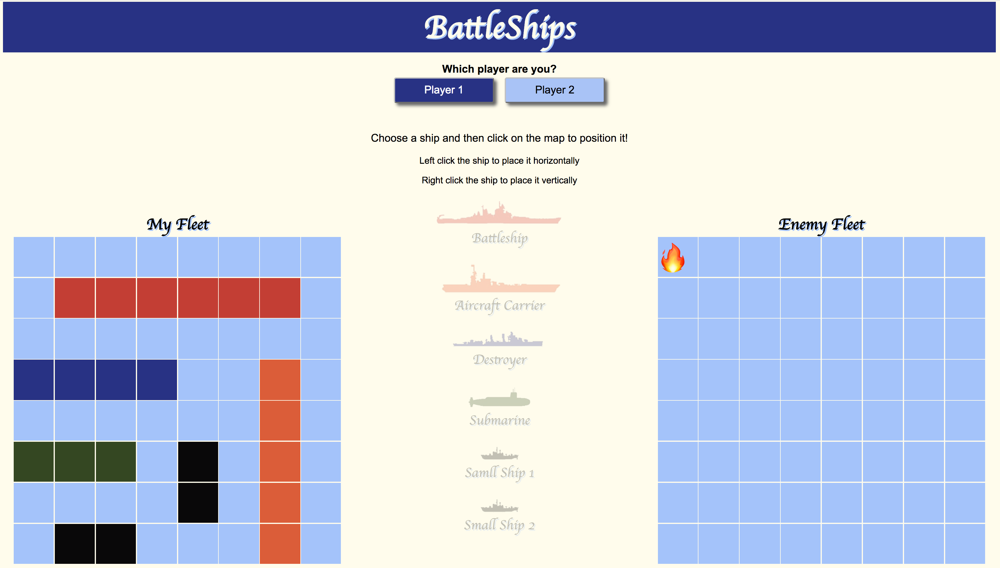 BattleShips
Which player are you?
Player 1 Player 2
Choose a ship and then click on the map to position it!
Left click the ship to place it horizontally
Right click the ship to place it vertically
My Fleet
Enemy Fleet
Battleship
Aircraft Carrier
Destroyer
Submarine
Samll Ship 1
Small Ship 2